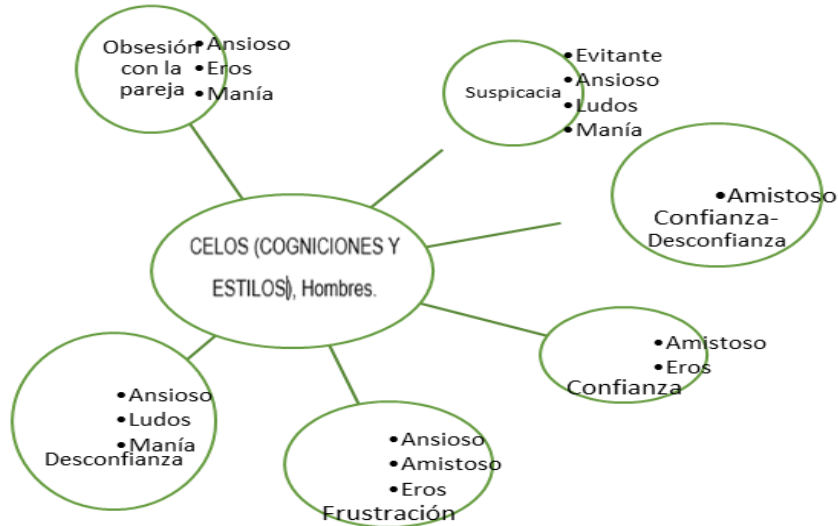 Obsesión
con la
pareja
•Ansioso
•Eros
•Manía
Suspicacia
•Evitante
•Ansioso
•Ludos
•Manía
•Amistoso
Confianza-
Desconfianza
CELOS (COGNICIONES Y
ESTILOS), Hombres.
•Amistoso
•Eros
Confianza
•Ansioso
•Ludos
•Manía
Desconfianza
•Ansioso
•Amistoso
•Eros
Frustración